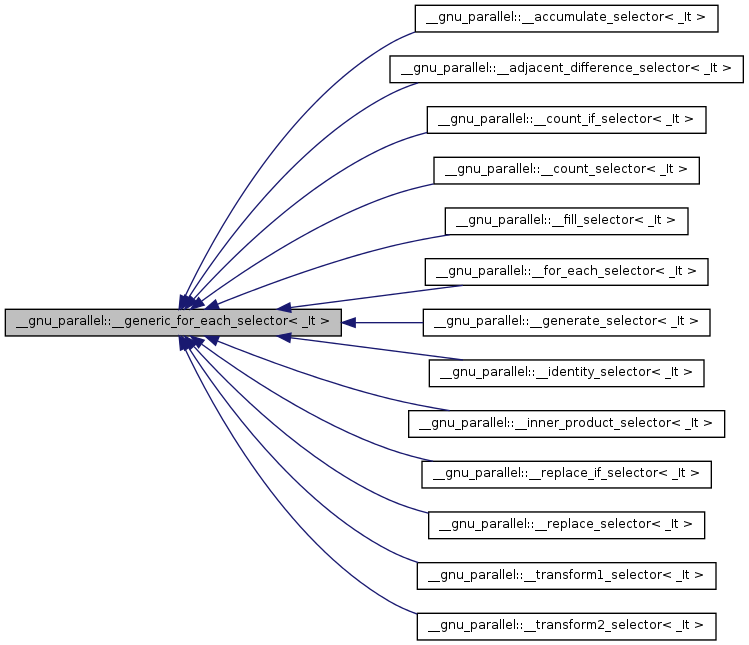 __gnu_parallel::__accumulate_selector< _It >
__gnu_parallel::__adjacent_difference_selector< _It >
__gnu_parallel::__count_if_selector< _It >
__gnu_parallel::__count_selector< _It >
__gnu_parallel::__fill_selector< _It >
__gnu_parallel::__for_each_selector< _It >
__gnu_parallel::__generic_for_each_selector< _It >
__gnu_parallel::__generate_selector< _It >
__gnu_parallel::__identity_selector< _It >
__gnu_parallel::__inner_product_selector< _It >
__gnu_parallel::__replace_if_selector< _It >
__gnu_parallel::__replace_selector< _It >
__gnu_parallel::__transform1_selector< _It >
__gnu_parallel::__transform2_selector< _It >